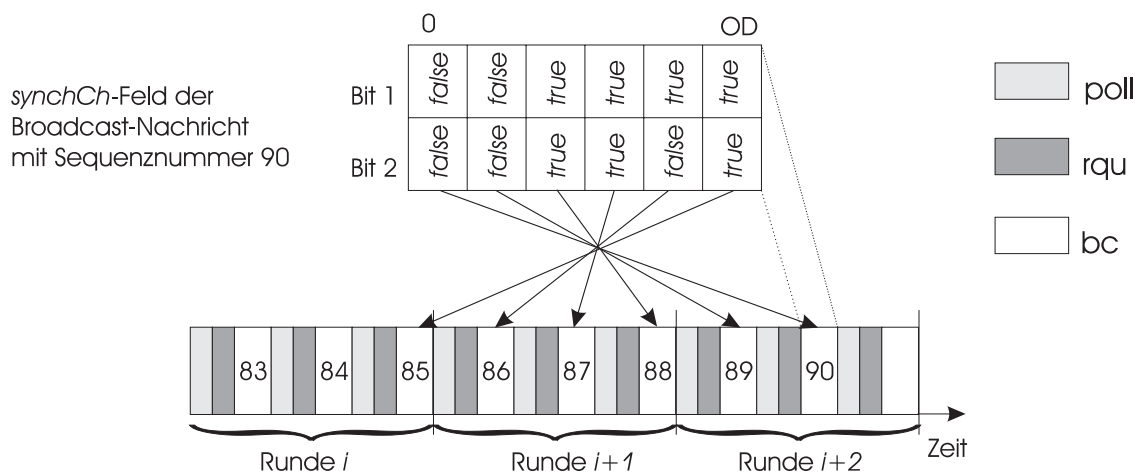 0 OD
synchCh-Feld der
Broadcast-Nachricht
mit Sequenznummer 90
Bit 1 false false true true true true
Bit 2 false false true true false true
poll
rqu
bc
83 84 85 86 87 88 89 90
Zeit
Runde i Runde i+1 Runde i+2